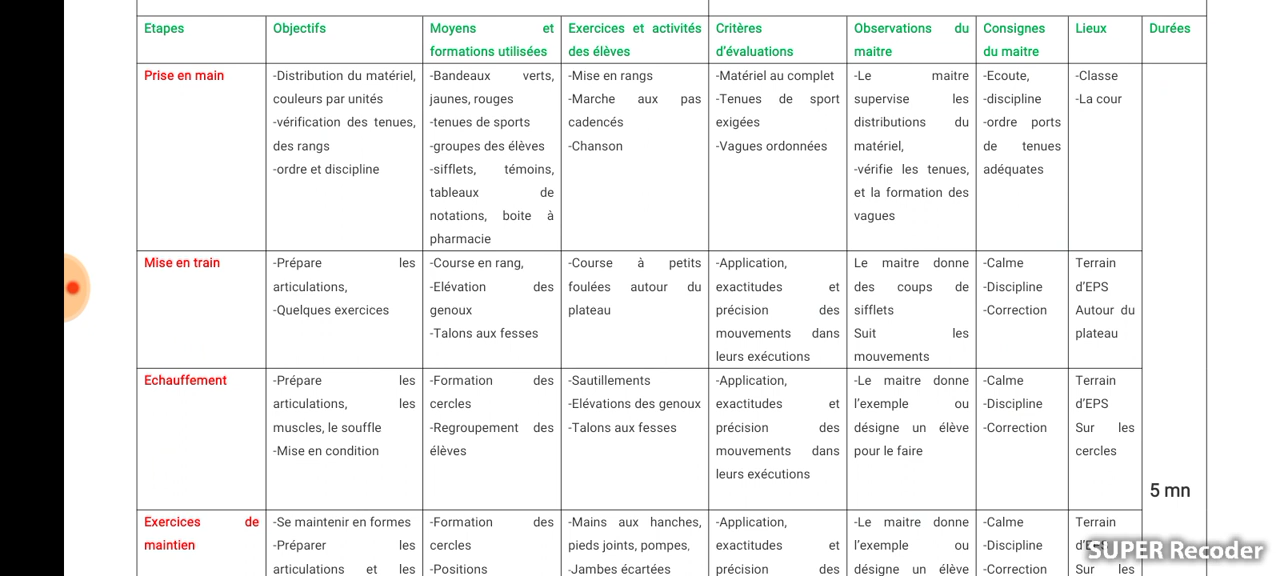 Etapes
Objectifs
Moyens et
formations utilisées
Exercices et activités
des élèves
Critères
d’évaluations
Observations du
maitre
Consignes
du maitre
Lieux
Durées
Prise en main
-Distribution du matériel,
couleurs par unités
-vérification des tenues,
des rangs
-ordre et discipline
-Bandeaux verts,
jaunes, rouges
-tenues de sports
-groupes des élèves
-sifflets, témoins,
tableaux de
notations, boite à
pharmacie
-Mise en rangs
-Marche aux pas
cadencés
-Chanson
-Matériel au complet
-Tenues de sport
exigées
-Vagues ordonnées
-Le maitre
supervise les
distributions du
matériel,
-vérifie les tenues,
et la formation des
vagues
-Ecoute,
-discipline
-ordre ports
de tenues
adéquates
-Classe
-La cour
Mise en train
-Prépare les
articulations,
-Quelques exercices
-Course en rang,
-Elévation des
genoux
-Talons aux fesses
-Course à petits
foulées autour du
plateau
-Application,
exactitudes et
précision des
mouvements dans
leurs exécutions
Le maitre donne
des coups de
sifflets
Suit les
mouvements
-Calme
-Discipline
-Correction
Terrain
d’EPS
Autour du
plateau
Echauffement
-Prépare les
articulations, les
muscles, le souffle
-Mise en condition
-Formation des
cercles
-Regroupement des
élèves
-Sautillements
-Elévations des genoux
-Talons aux fesses
-Application,
exactitudes et
précision des
mouvements dans
leurs exécutions
-Le maitre donne
l’exemple ou
désigne un élève
pour le faire
-Calme
-Discipline
-Correction
Terrain
d’EPS
Sur les
cercles
5 mn
Exercices de
maintien
-Se maintenir en formes
-Préparer les
articulations et les
-Formation des
cercles
-Positions
-Mains aux hanches,
pieds joints, pompes,
-Jambes écartées
-Application,
exactitudes et
précision des
-Le maitre donne
l’exemple ou
désigne un élève
-Calme
-Discipline
-Correction
Terrain
d’EPS
Sur les
SUPER Recoder